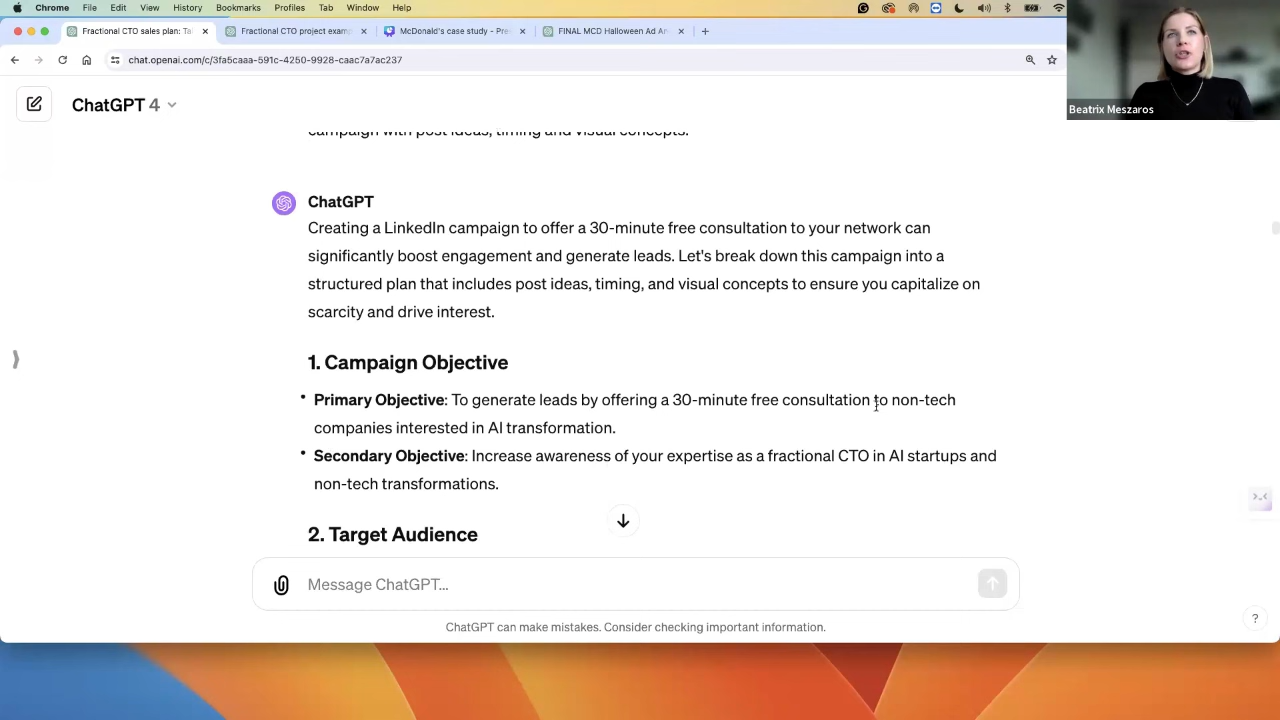 Chrome File Edit View History Bookmarks Profiles Tab Window Help
Fractional CTO sales plan: Ta
Fractional CTO project exam
McDonald's case study - Pre
FINAL MCD Halloween Ad An
chat.openai.com/c/3fa5caaa-591c-4250-9928-caac7a7ac237
Beatrix Meszaros
ChatGPT 4
campaign with post ideas, timing and visual concepts.
ChatGPT
Creating a LinkedIn campaign to offer a 30-minute free consultation to your network can
significantly boost engagement and generate leads. Let's break down this campaign into a
structured plan that includes post ideas, timing, and visual concepts to ensure you capitalize on
scarcity and drive interest.
1. Campaign Objective
• Primary Objective: To generate leads by offering a 30-minute free consultation to non-tech
companies interested in AI transformation.
• Secondary Objective: Increase awareness of your expertise as a fractional CTO in AI startups and
non-tech transformations.
2. Target Audience
Message ChatGPT...
ChatGPT can make mistakes. Consider checking important information.
?